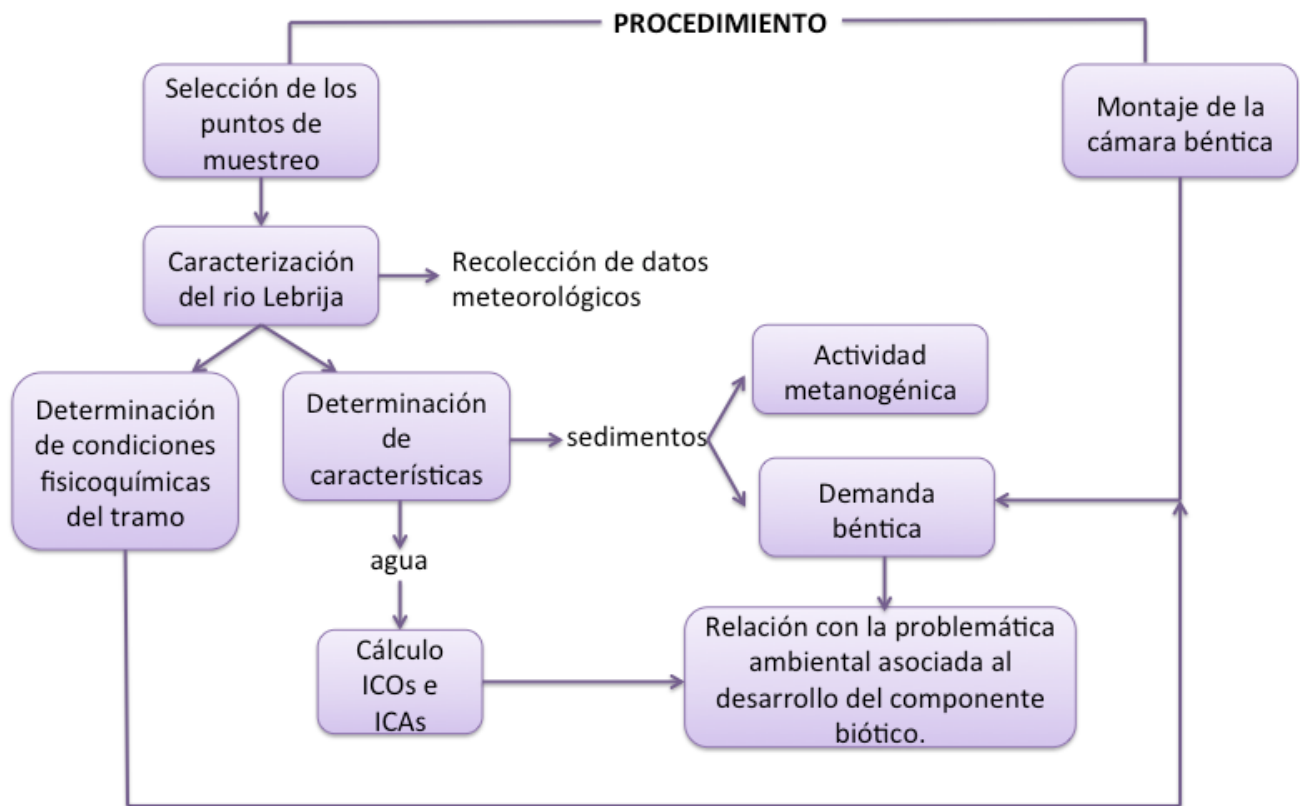 PROCEDIMIENTO
Selección de los
puntos de
muestreo
Montaje de la
cámara béntica
Caracterización
del rio Lebrija
Recolección de datos
meteorológicos
Determinación
de condiciones
fisicoquímicas
del tramo
Determinación
de
características
sedimentos
Actividad
metanogénica
Demanda
béntica
agua
Cálculo
ICOs e
ICAs
Relación con la problemática
ambiental asociada al
desarrollo del componente
biótico.